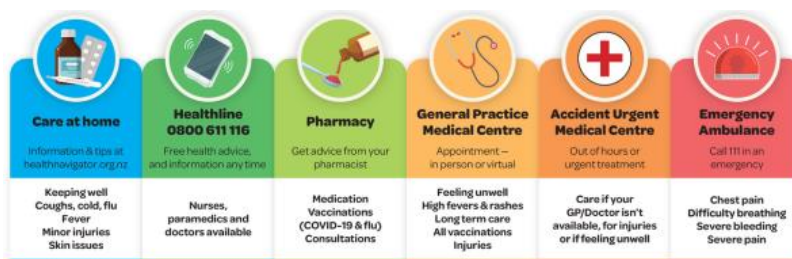 Care at home
Information & tips at
healthnavigator.org.nz
Keeping well
Coughs, cold, flu
Fever
Minor injuries
Skin issues
Healthline
0800 611 116
Free health advice,
and information any time
Nurses,
paramedics and
doctors available
Pharmacy
Get advice from your
pharmacist
Medication
Vaccinations
(COVID-19 & flu)
Consultations
General Practice
Medical Centre
Appointment –
in person or virtual
Feeling unwell
High fevers & rashes
Long term care
All vaccinations
Injuries
Accident Urgent
Medical Centre
Out of hours or
urgent treatment
Care if your
GP/Doctor isn't
available, for injuries
or if feeling unwell
Emergency
Ambulance
Call 111 in an
emergency
Chest pain
Difficulty breathing
Severe bleeding
Severe pain